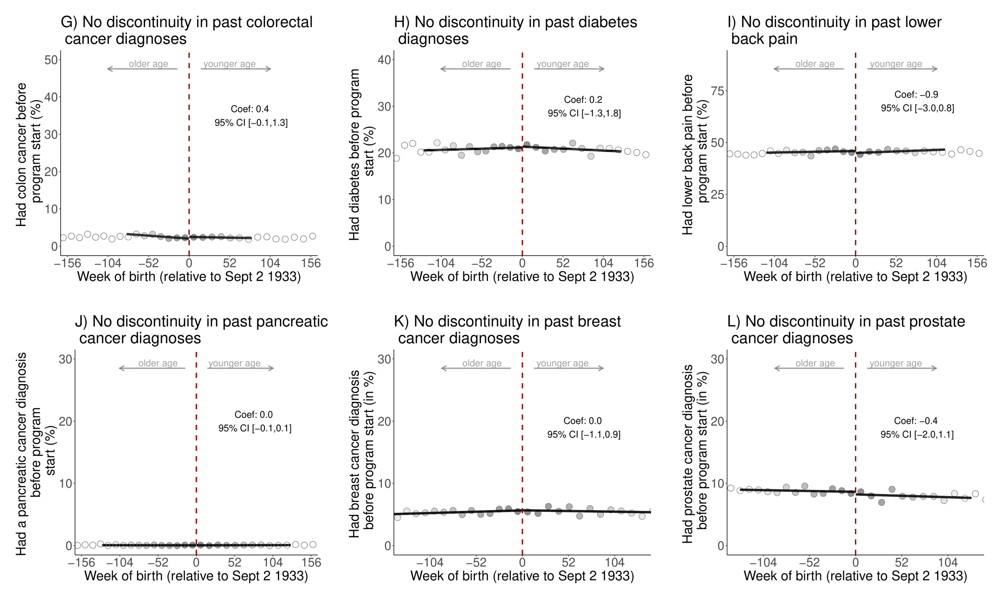 G) No discontinuity in past colorectal
cancer diagnoses
Had colon cancer before
program start (%)
50
40
30
20
10
0
older age
younger age
Coef: 0.4
95% CI [−0.1,1.3]
−156 −104 −52 0 52 104 156
Week of birth (relative to Sept 2 1933)
H) No discontinuity in past diabetes
diagnoses
Had diabetes before program
start (%)
40
30
20
10
0
older age
younger age
Coef: 0.2
95% CI [−1.3,1.8]
−156 −104 −52 0 52 104 156
Week of birth (relative to Sept 2 1933)
I) No discontinuity in past lower
back pain
Had lower back pain before
program start (%)
75
50
25
0
older age
younger age
Coef: −0.9
95% CI [−3.0,0.8]
−156 −104 −52 0 52 104 156
Week of birth (relative to Sept 2 1933)
J) No discontinuity in past pancreatic
cancer diagnoses
Had a pancreatic cancer diagnosis
before program
start (%)
30
20
10
0
older age
younger age
Coef: 0.0
95% CI [−0.1,0.1]
−156 −104 −52 0 52 104 156
Week of birth (relative to Sept 2 1933)
K) No discontinuity in past breast
cancer diagnoses
Had breast cancer diagnosis
before program start (in %)
30
20
10
0
older age
younger age
Coef: 0.0
95% CI [−1.1,0.9]
−104 −52 0 52 104
Week of birth (relative to Sept 2 1933)
L) No discontinuity in past prostate
cancer diagnoses
Had prostate cancer diagnosis
before program start (in %)
30
20
10
0
older age
younger age
Coef: −0.4
95% CI [−2.0,1.1]
−104 −52 0 52 104
Week of birth (relative to Sept 2 1933)